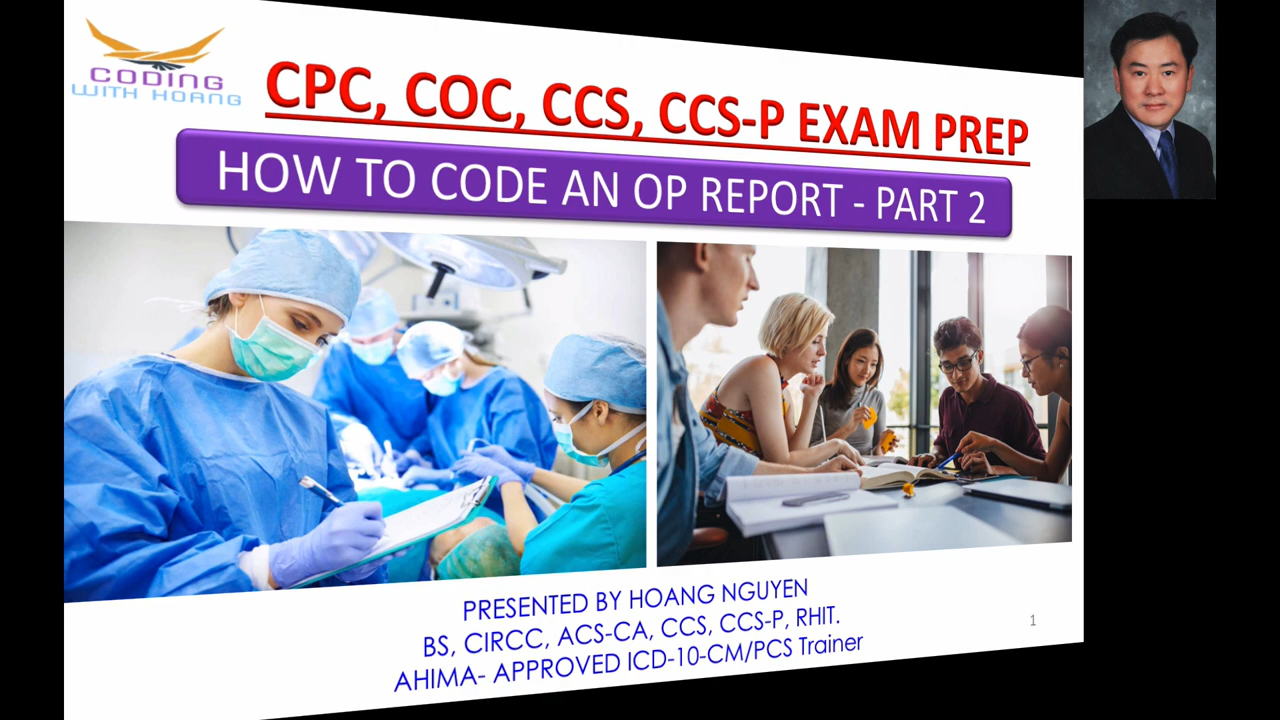 CODING
WITH HOANG
CPC, COC, CCS, CCS-P EXAM PREP
HOW TO CODE AN OP REPORT - PART 2
PRESENTED BY HOANG NGUYEN
BS, CIRCC, ACS-CA, CCS, CCS-P, RHIT.
AHIMA- APPROVED ICD-10-CM/PCS Trainer
1